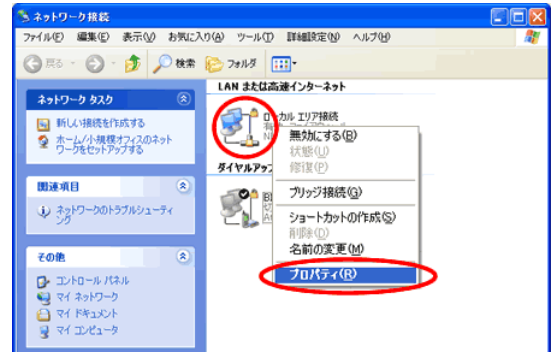 ネットワーク接続
ファイル(F) 編集(E) 表示(V) お気に入り(A) ツール(T) 詳細設定(N) ヘルプ(H)
戻る 検索 フォルダ
LAN または高速インターネット
ネットワーク タスク
新しい接続を作成する
ホーム/小規模オフィスのネット
ワークをセットアップする
カル エリア接続
無効にする(B)
状態(U)
修復(P)
ダイヤルアッ
関連項目
ネットワークのトラブルシューティ
ング
ブリッジ接続(G)
ショートカットの作成(S)
削除(D)
名前の変更(M)
プロパティ(R)
その他
コントロール パネル
マイ ネットワーク
マイ ドキュメント
マイ コンピュータ